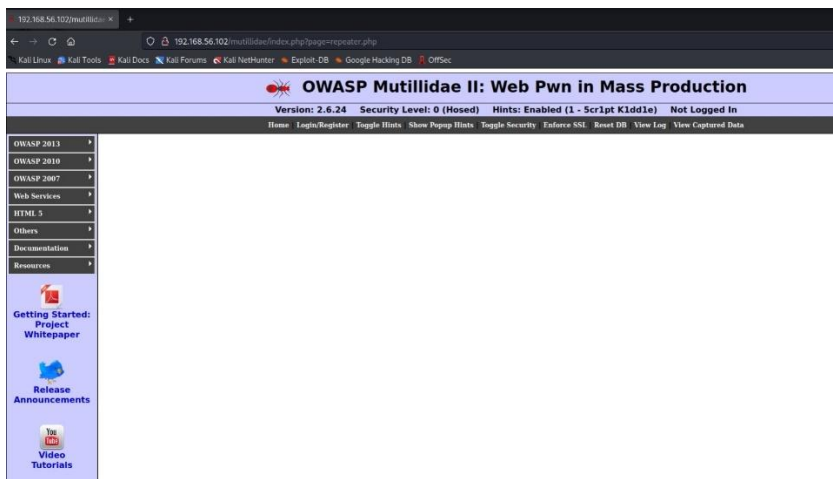 192.168.56.102/mutillidae
192.168.56.102/mutillidae/index.php?page=repeater.php
Kali Linux Kali Tools Kali Docs Kali Forums Kali NetHunter Exploit-DB Google Hacking DB OffSec
OWASP Mutillidae II: Web Pwn in Mass Production
Version: 2.6.24 Security Level: 0 (Hosed) Hints: Enabled (1 - 5cr1pt K1dd1e) Not Logged In
Home Login/Register Toggle Hints Show Popup Hints Toggle Security Enforce SSL Reset DB View Log View Captured Data
OWASP 2013
OWASP 2010
OWASP 2007
Web Services
HTML 5
Others
Documentation
Resources
Getting Started:
Project
Whitepaper
Release
Announcements
You
Tube
Video
Tutorials